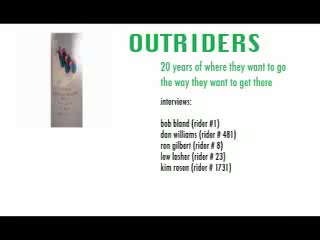 OUTRIDERS
20 years of where they want to go
the way they want to get there
interviews:
bob bland (rider #1)
dan williams (rider # 481)
ron gilbert (rider # 8)
lew lasher (rider # 23)
kim rosen (rider # 1731)